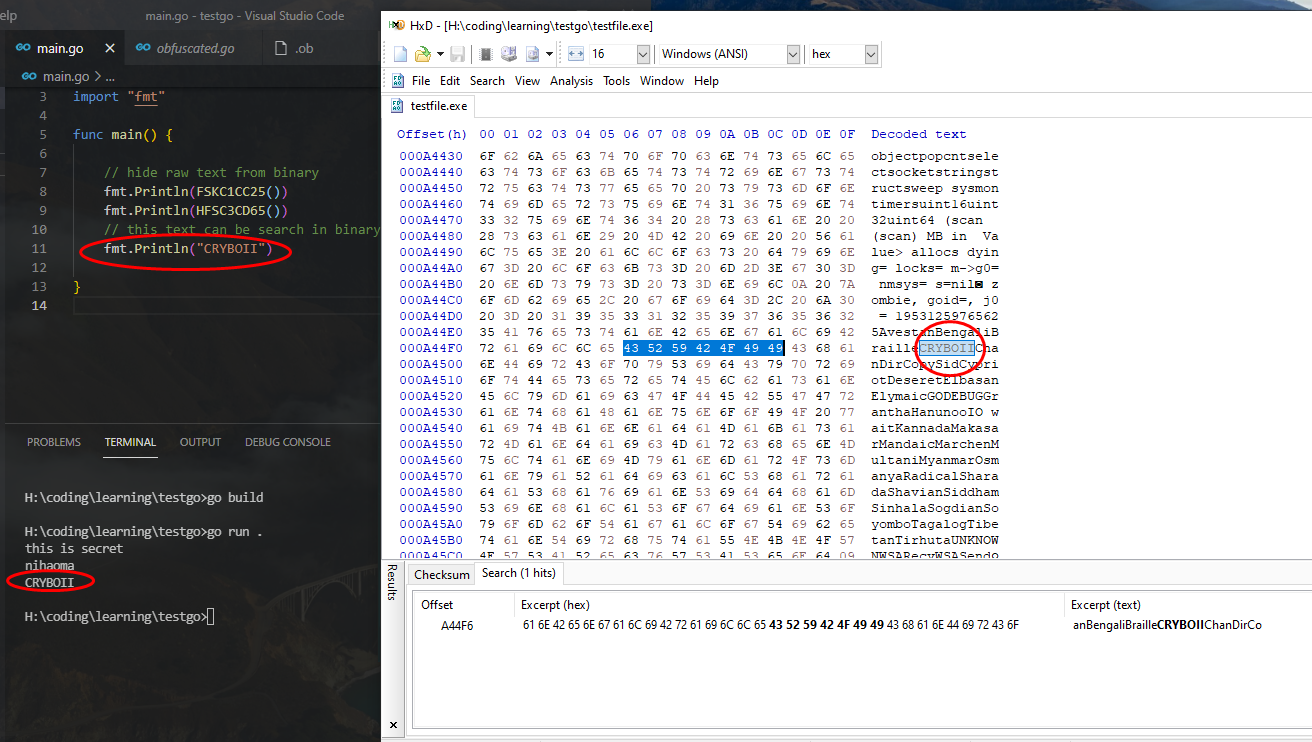 elp
main.go - testgo - Visual Studio Code
main.go
obfuscated.go
.ob
main.go > ...
3 import "fmt"
4
5 func main() {
6
7 // hide raw text from binary
8 fmt.Println(FSKC1CC25())
9 fmt.Println(HFSC3CD65())
10 // this text can be search in binary
11 fmt.Println("CRYBOII")
12
13 }
14
PROBLEMS TERMINAL OUTPUT DEBUG CONSOLE
H:\coding\learning\testgo>go build
H:\coding\learning\testgo>go run .
this is secret
nihaoma
CRYBOII
H:\coding\learning\testgo>
HxD - [H:\coding\learning\testgo\testfile.exe]
16 Windows (ANSI) hex
File Edit Search View Analysis Tools Window Help
testfile.exe
Offset(h) 00 01 02 03 04 05 06 07 08 09 0A 0B 0C 0D 0E 0F Decoded text
000A4430 6F 62 6A 65 63 74 70 6F 70 63 6E 74 73 65 6C 65 objectpopcntsele
000A4440 63 74 73 6F 63 6B 65 74 73 74 72 69 6E 67 73 74 ctsocketstringst
000A4450 72 75 63 74 73 77 65 65 70 20 73 79 73 6D 6F 6E ructsweep sysmon
000A4460 74 69 6D 65 72 73 75 69 6E 74 31 36 75 69 6E 74 timersuint16uint
000A4470 33 32 75 69 6E 74 36 34 20 28 73 63 61 6E 20 20 32uint64 (scan
000A4480 28 73 63 61 6E 29 20 4D 42 20 69 6E 20 20 56 61 (scan) MB in  Va
000A4490 6C 75 65 3E 20 61 6C 6C 6F 63 73 20 64 79 69 6E lue> allocs dyin
000A44A0 67 3D 20 6C 6F 63 6B 73 3D 20 6D 2D 3E 67 30 3D g= locks= m->g0=
000A44B0 20 6E 6D 73 79 73 3D 20 73 3D 6E 69 6C 0A 20 7A nmsys= s=nil◙ z
000A44C0 6F 6D 62 69 65 2C 20 67 6F 69 64 3D 2C 20 6A 30 ombie, goid=, j0
000A44D0 20 3D 20 31 39 35 33 31 32 35 39 37 36 35 36 32 = 1953125976562
000A44E0 35 41 76 65 73 74 61 6E 42 65 6E 67 61 6C 69 42 5AvestanBengaliB
000A44F0 72 61 69 6C 6C 65 43 52 59 42 4F 49 49 43 68 61 railleCRYBOIICha
000A4500 6E 44 69 72 43 6F 70 79 53 69 64 43 79 70 72 69 nDirCopySidCypri
000A4510 6F 74 44 65 73 65 72 65 74 45 6C 62 61 73 61 6E otDeseretElbasan
000A4520 45 6C 79 6D 61 69 63 47 4F 44 45 42 55 47 47 72 ElymaicGODEBUGGr
000A4530 61 6E 74 68 61 48 61 6E 75 6E 6F 6F 49 4F 20 77 anthaHanunooIO w
000A4540 61 69 74 4B 61 6E 6E 61 64 61 4D 61 6B 61 73 61 aitKannadaMakasa
000A4550 72 4D 61 6E 64 61 69 63 4D 61 72 63 68 65 6E 4D rMandaicMarchenM
000A4560 75 6C 74 61 6E 69 4D 79 61 6E 6D 61 72 4F 73 6D ultaniMyanmarOsm
000A4570 61 6E 79 61 52 61 64 69 63 61 6C 53 68 61 72 61 anyaRadicalShara
000A4580 64 61 53 68 61 76 69 61 6E 53 69 64 64 68 61 6D daShavianSiddham
000A4590 53 69 6E 68 61 6C 61 53 6F 67 64 69 61 6E 53 6F SinhalaSogdianSo
000A45A0 79 6F 6D 62 6F 54 61 67 61 6C 6F 67 54 69 62 65 yomboTagalogTibe
000A45B0 74 61 6E 54 69 72 68 75 74 61 55 4E 4B 4E 4F 57 tanTirhutaUNKNOW
000A45C0 4E 57 53 41 52 65 63 76 57 53 41 53 65 6E 64 09 NWSARecvWSASendo
Results
Checksum Search (1 hits)
Offset Excerpt (hex) Excerpt (text)
A44F6 61 6E 42 65 6E 67 61 6C 69 42 72 61 69 6C 6C 65 43 52 59 42 4F 49 49 43 68 61 6E 44 69 72 43 6F anBengaliBrailleCRYBOIIChanDirCo